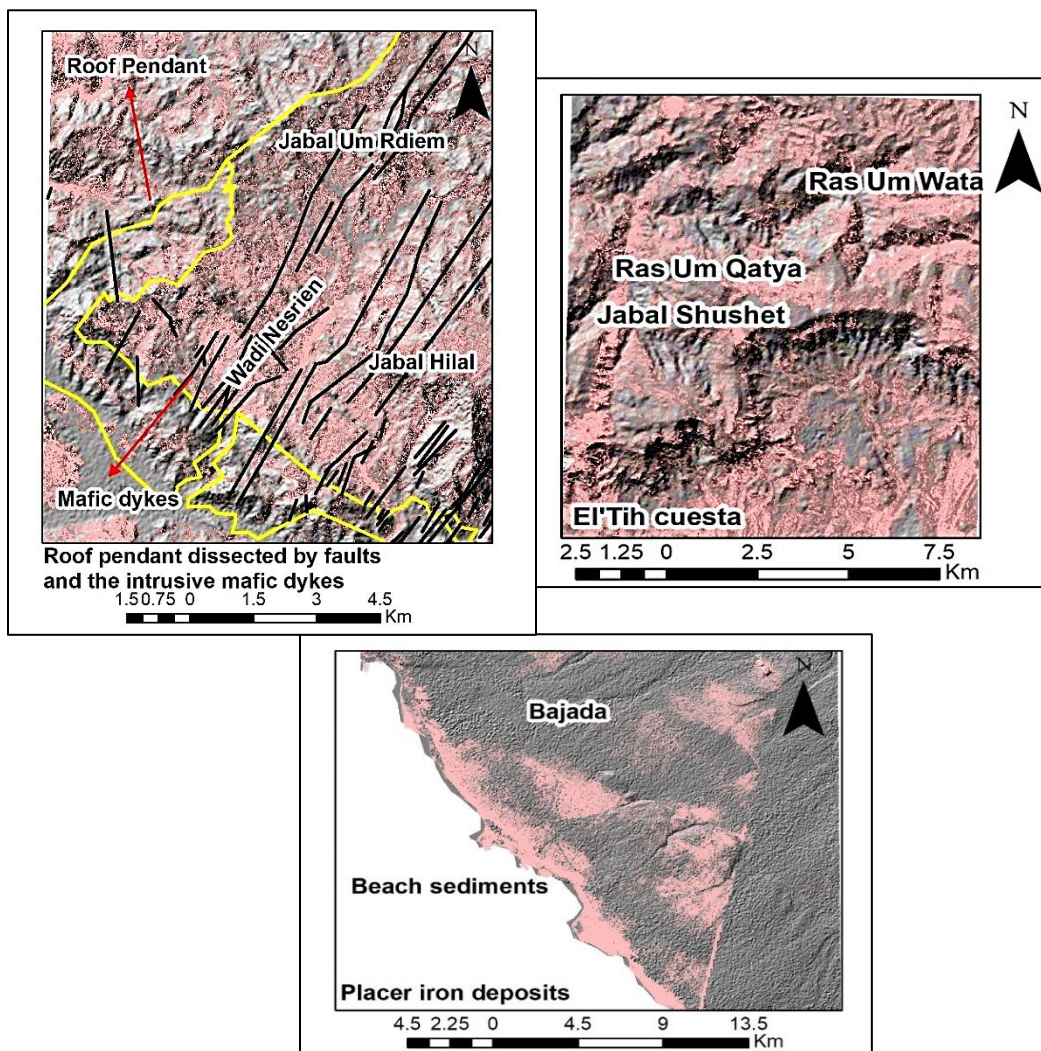 N
Roof Pendant
Jabal Um Rdiem
Wadi Nesrien
Jabal Hilal
Mafic dykes
Roof pendant dissected by faults
and the intrusive mafic dykes
1.5 0.75 0 1.5 3 4.5
Km
N
Ras Um Wata
Ras Um Qatya
Jabal Shushet
El'Tih cuesta
2.5 1.25 0 2.5 5 7.5
Km
N
Bajada
Beach sediments
Placer iron deposits
4.5 2.25 0 4.5 9 13.5
Km